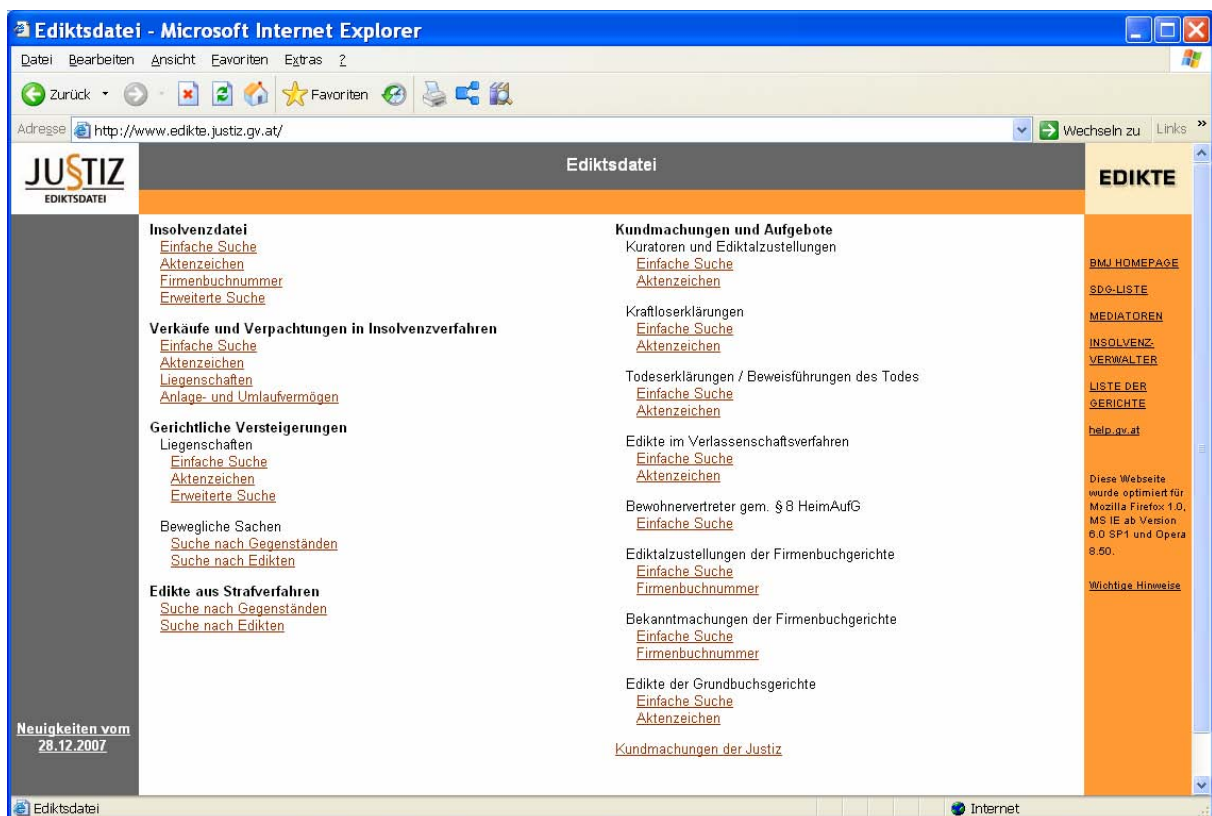 Ediktsdatei - Microsoft Internet Explorer
Datei Bearbeiten Ansicht Favoriten Extras ?
Zurück Favoriten
Adresse http://www.edikte.justiz.gv.at/ Wechseln zu Links »
JU§TIZ
EDIKTSDATEI
Ediktsdatei
EDIKTE
Insolvenzdatei
Einfache Suche
Aktenzeichen
Firmenbuchnummer
Erweiterte Suche
Verkäufe und Verpachtungen in Insolvenzverfahren
Einfache Suche
Aktenzeichen
Liegenschaften
Anlage- und Umlaufvermögen
Gerichtliche Versteigerungen
Liegenschaften
Einfache Suche
Aktenzeichen
Erweiterte Suche
Bewegliche Sachen
Suche nach Gegenständen
Suche nach Edikten
Edikte aus Strafverfahren
Suche nach Gegenständen
Suche nach Edikten
Kundmachungen und Aufgebote
Kuratoren und Ediktalzustellungen
Einfache Suche
Aktenzeichen
Kraftloserklärungen
Einfache Suche
Aktenzeichen
Todeserklärungen / Beweisführungen des Todes
Einfache Suche
Aktenzeichen
Edikte im Verlassenschaftsverfahren
Einfache Suche
Aktenzeichen
Bewohnervertreter gem. § 8 HeimAufG
Einfache Suche
Ediktalzustellungen der Firmenbuchgerichte
Einfache Suche
Firmenbuchnummer
Bekanntmachungen der Firmenbuchgerichte
Einfache Suche
Firmenbuchnummer
Edikte der Grundbuchsgerichte
Einfache Suche
Aktenzeichen
Kundmachungen der Justiz
BMJ HOMEPAGE
SDG-LISTE
MEDIATOREN
INSOLVENZ-
VERWALTER
LISTE DER
GERICHTE
help.gv.at
Diese Webseite
wurde optimiert für
Mozilla Firefox 1.0,
MS IE ab Version
6.0 SP1 und Opera
8.50.
Wichtige Hinweise
Neuigkeiten vom
28.12.2007
Ediktsdatei Internet